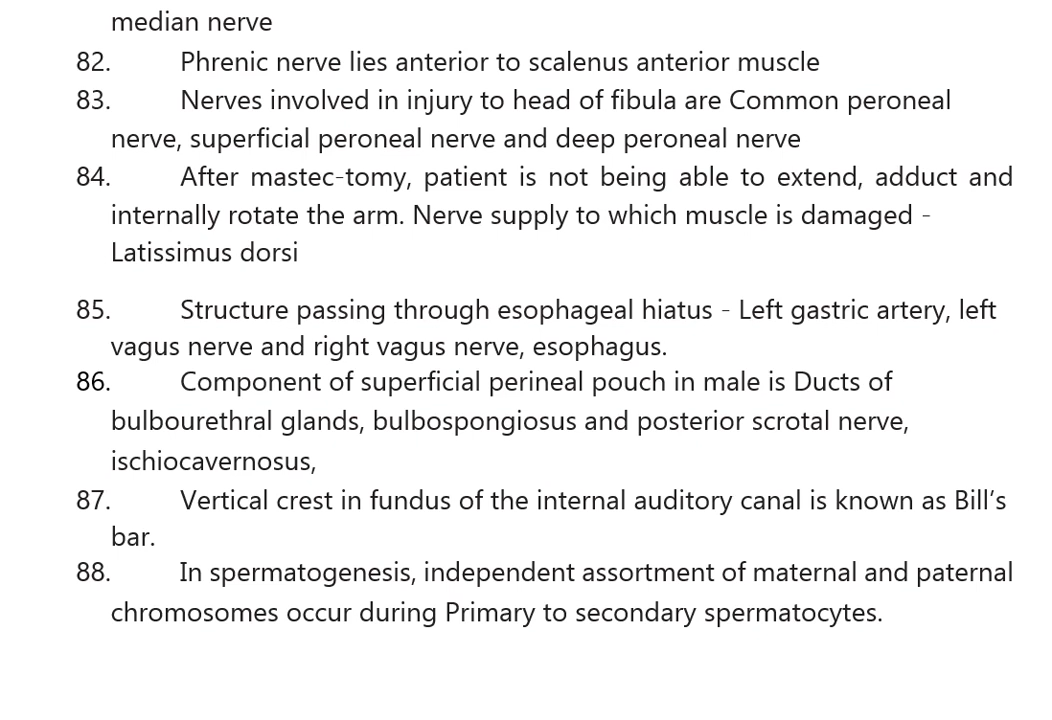 median nerve
82. Phrenic nerve lies anterior to scalenus anterior muscle
83. Nerves involved in injury to head of fibula are Common peroneal
nerve, superficial peroneal nerve and deep peroneal nerve
84. After mastec-tomy, patient is not being able to extend, adduct and
internally rotate the arm. Nerve supply to which muscle is damaged -
Latissimus dorsi
85. Structure passing through esophageal hiatus - Left gastric artery, left
vagus nerve and right vagus nerve, esophagus.
86. Component of superficial perineal pouch in male is Ducts of
bulbourethral glands, bulbospongiosus and posterior scrotal nerve,
ischiocavernosus,
87. Vertical crest in fundus of the internal auditory canal is known as Bill’s
bar.
88. In spermatogenesis, independent assortment of maternal and paternal
chromosomes occur during Primary to secondary spermatocytes.